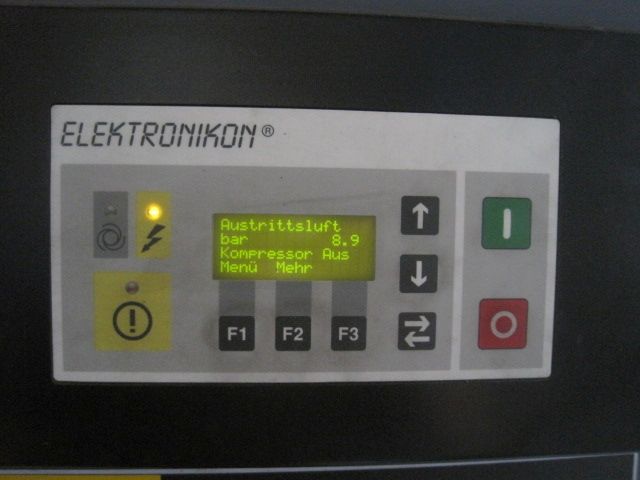 ELEKTRONIKON®
Austrittsluft
bar 8.9
Kompressor Aus
Menü Mehr
F1 F2 F3